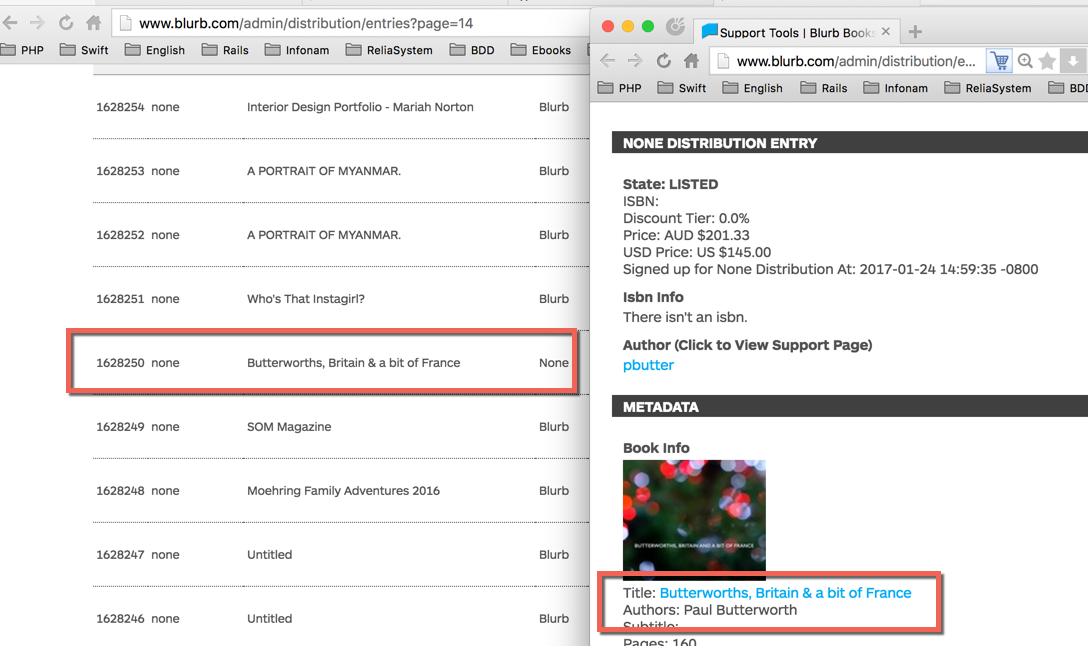 www.blurb.com/admin/distribution/entries?page=14
PHP Swift English Rails Infonam ReliaSystem BDD Ebooks
1628254 none Interior Design Portfolio - Mariah Norton Blurb
1628253 none A PORTRAIT OF MYANMAR. Blurb
1628252 none A PORTRAIT OF MYANMAR. Blurb
1628251 none Who's That Instagirl? Blurb
1628250 none Butterworths, Britain & a bit of France None
1628249 none SOM Magazine Blurb
1628248 none Moehring Family Adventures 2016 Blurb
1628247 none Untitled Blurb
1628246 none Untitled Blurb
Support Tools | Blurb Books
www.blurb.com/admin/distribution/e...
PHP Swift English Rails Infonam ReliaSystem BDD
NONE DISTRIBUTION ENTRY
State: LISTED
ISBN:
Discount Tier: 0.0%
Price: AUD $201.33
USD Price: US $145.00
Signed up for None Distribution At: 2017-01-24 14:59:35 -0800
Isbn Info
There isn't an isbn.
Author (Click to View Support Page)
pbutter
METADATA
Book Info
BUTTERWORTHS, BRITAIN AND A BIT OF FRANCE
Title: Butterworths, Britain & a bit of France
Authors: Paul Butterworth
Subtitle:
Pages: 160